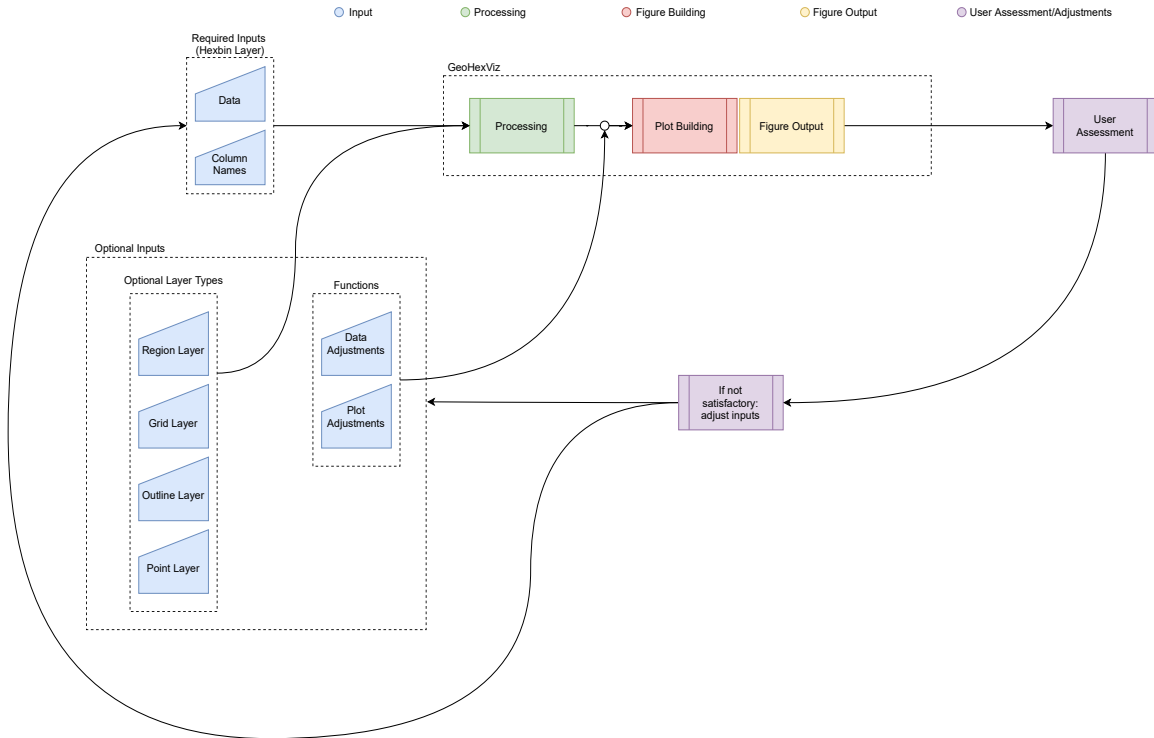 Input
Processing
Figure Building
Figure Output
User Assessment/Adjustments
Required Inputs
(Hexbin Layer)
Data
Column
Names
GeoHexViz
Processing
Plot Building
Figure Output
User
Assessment
Optional Inputs
Optional Layer Types
Region Layer
Grid Layer
Outline Layer
Point Layer
Functions
Data
Adjustments
Plot
Adjustments
If not
satisfactory:
adjust inputs